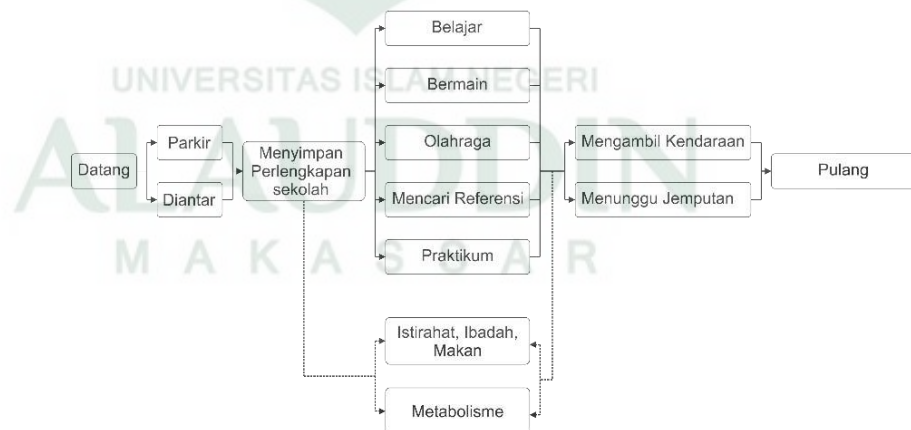 Belajar
UNIVERSITAS ISLAM NEGERI
Bermain
ALAUDDIN
Parkir
Olahraga
Mengambil Kendaraan
Datang
Menyimpan
Perlengkapan
sekolah
Pulang
Diantar
Mencari Referensi
Menunggu Jemputan
MAKASSAR
Praktikum
Istirahat, Ibadah,
Makan
Metabolisme